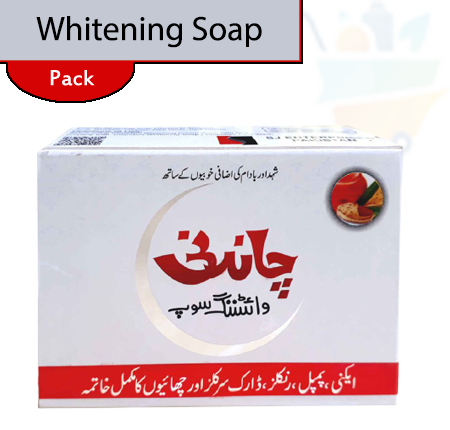 Whitening Soap
Pack
شہد اور بادام کی اضافی خوبیوں کے ساتھ
چاندنی
وائٹننگ سوپ
ایکنی، پمپل، رنکلز، ڈارک سرکلز اور چھائیوں کا مکمل خاتمہ